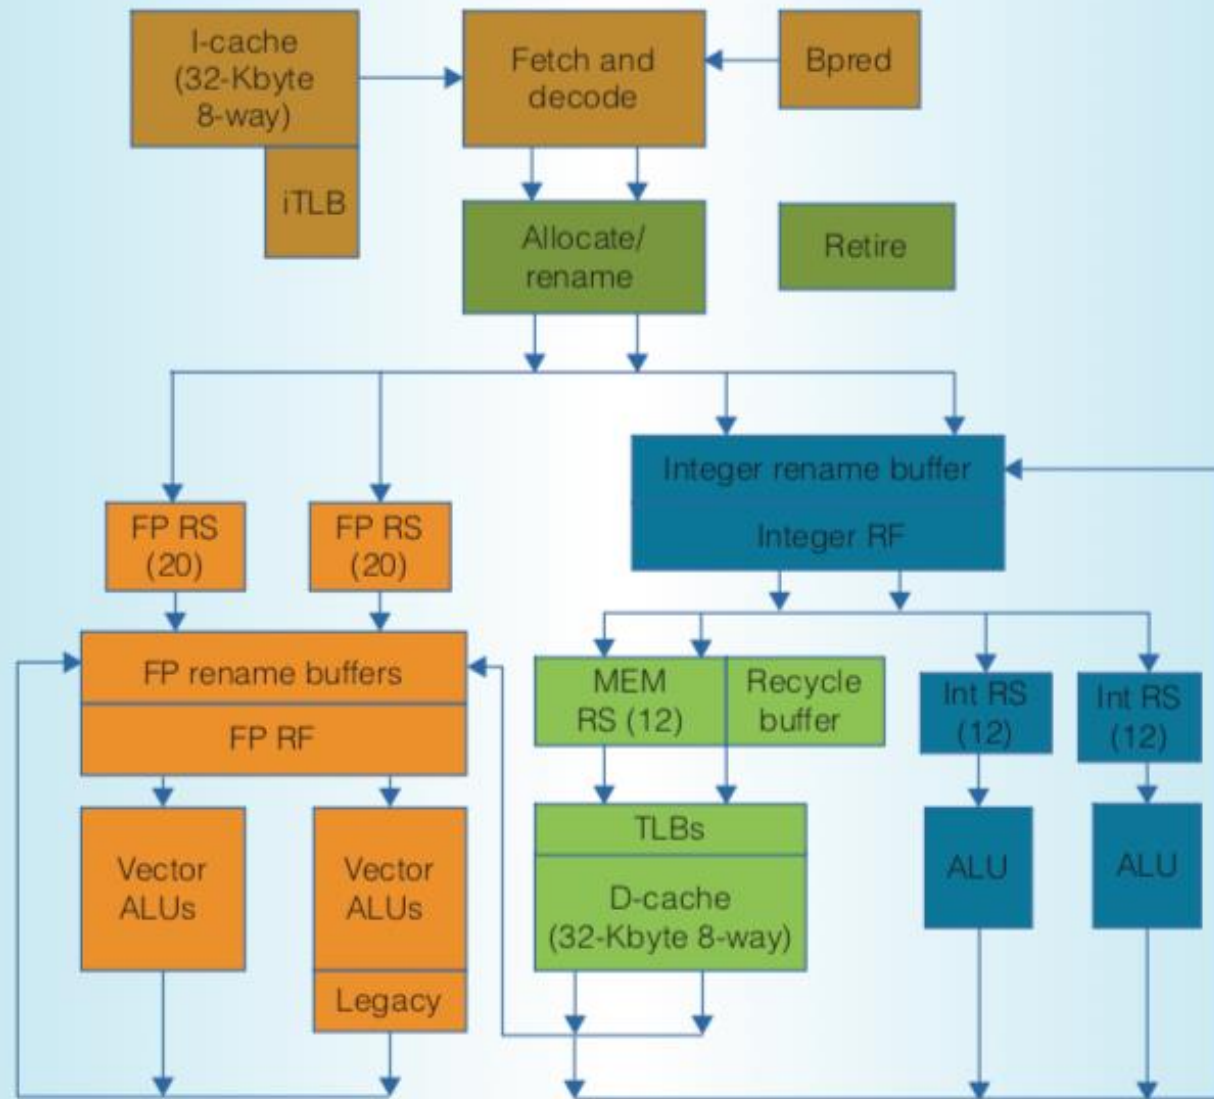 I-cache
(32-Kbyte
8-way)
Fetch and
decode
Bpred
iTLB
Allocate/
rename
Retire
Integer rename buffer
Integer RF
FP RS
(20)
FP RS
(20)
FP rename buffers
FP RF
MEM
RS (12)
Recycle
buffer
Int RS
(12)
Int RS
(12)
Vector
ALUs
Vector
ALUs
Legacy
TLBs
D-cache
(32-Kbyte 8-way)
ALU
ALU